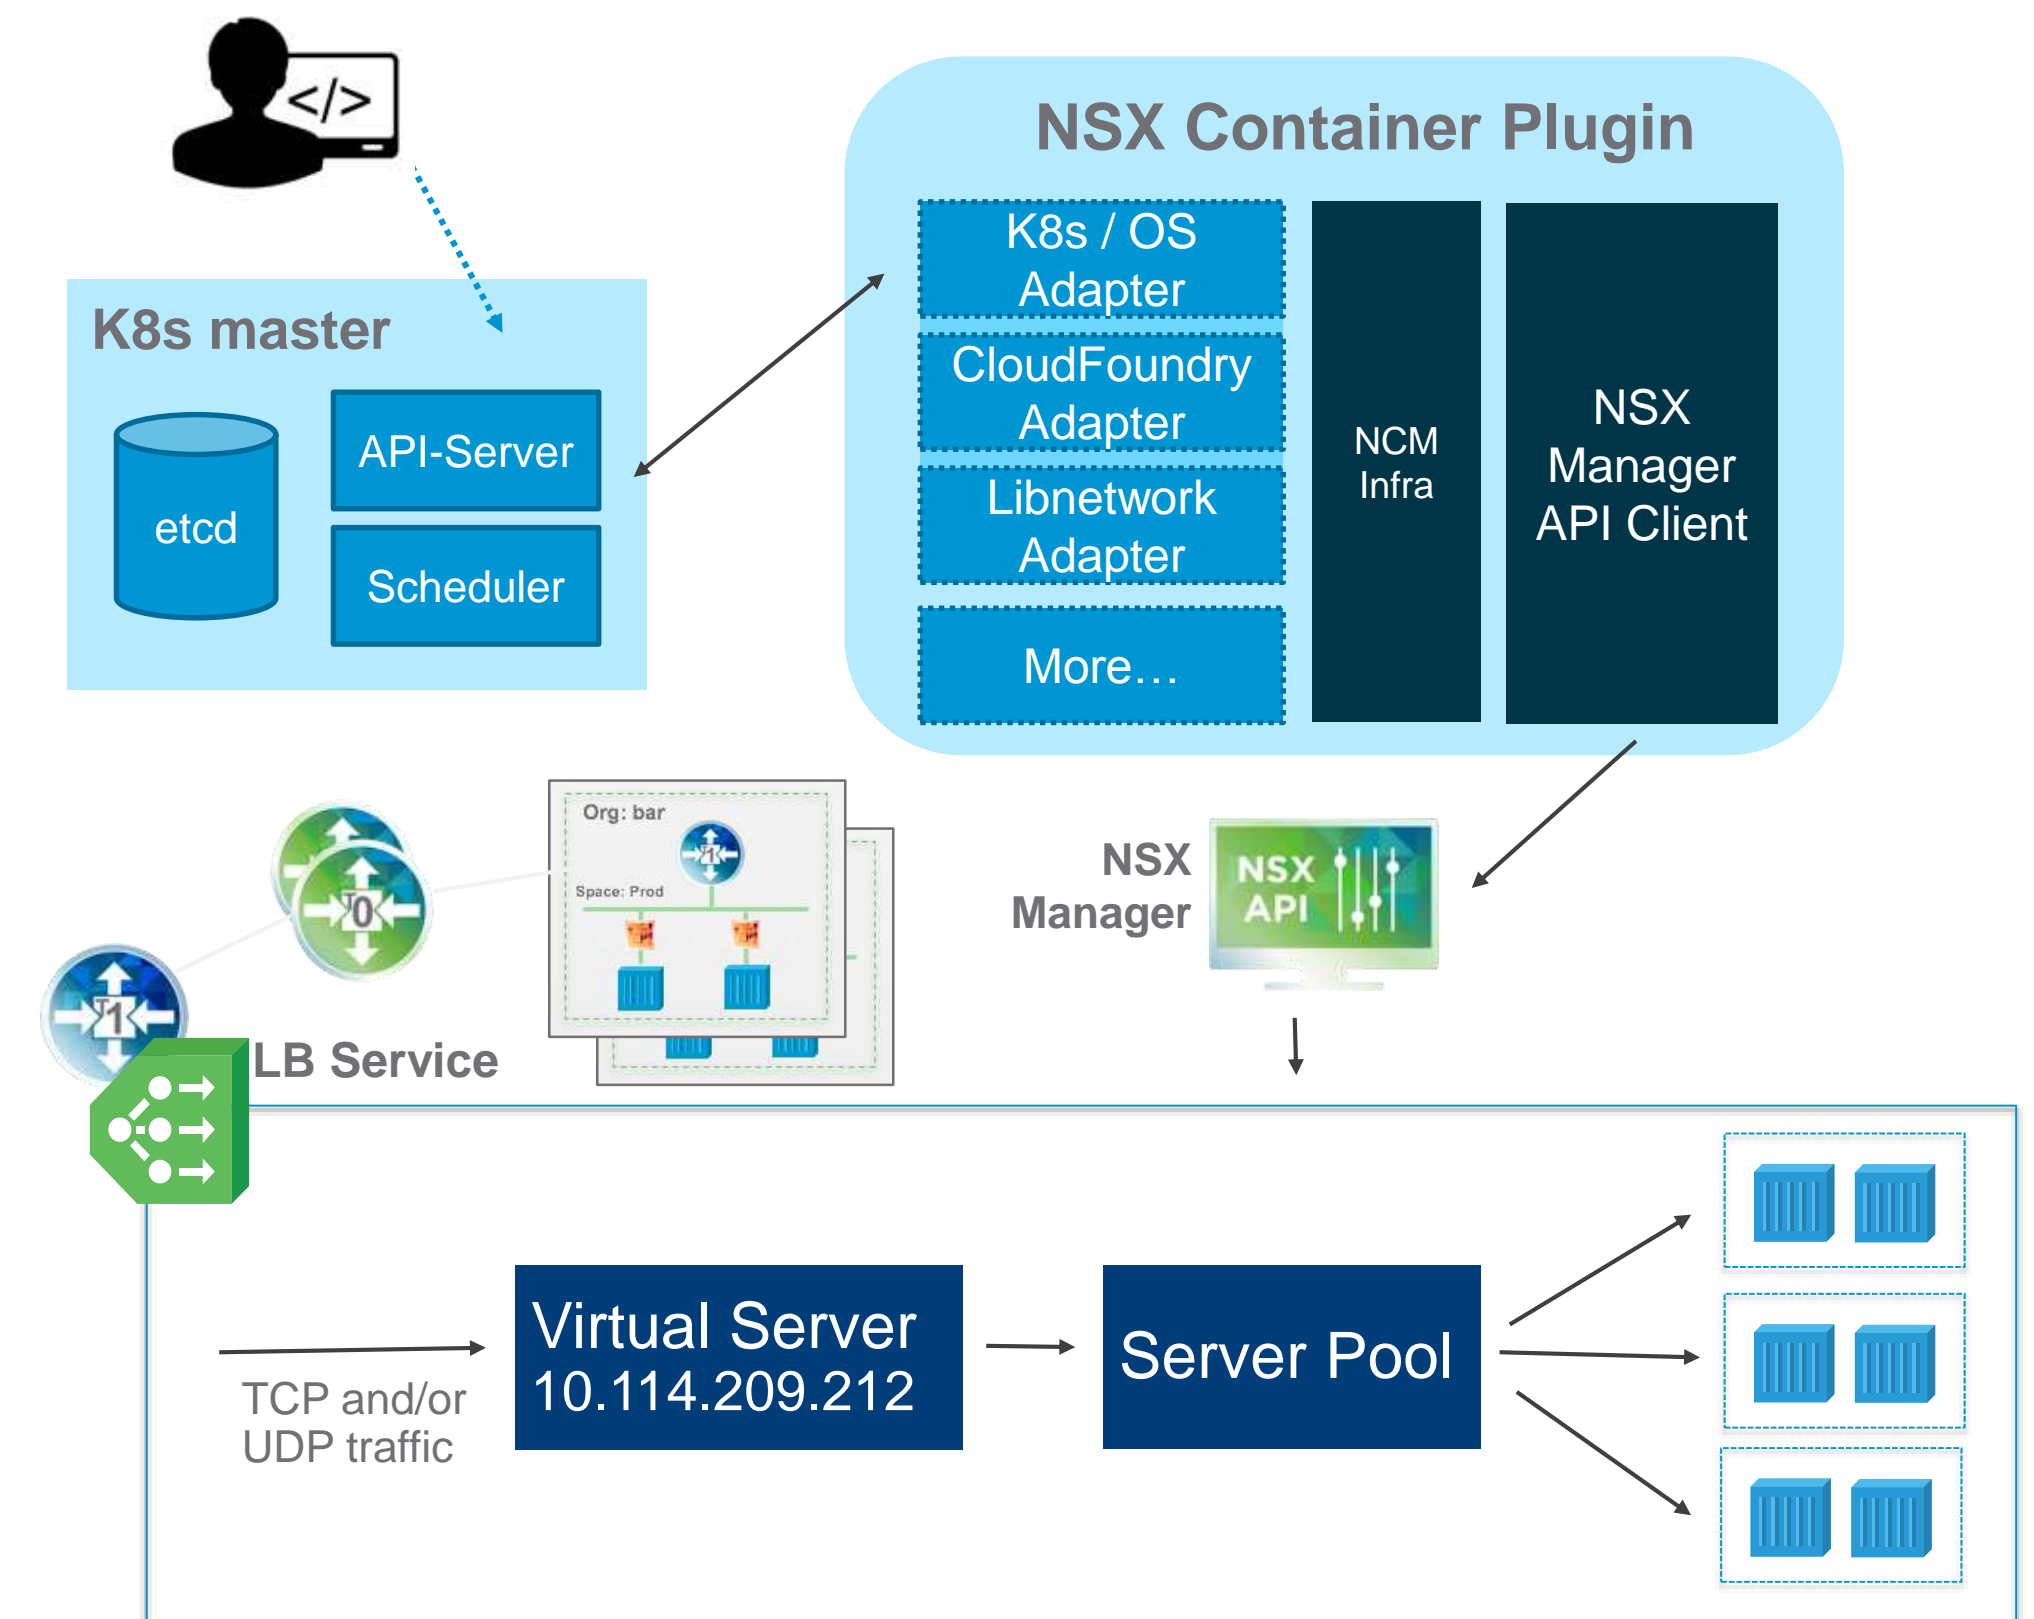 </>
NSX Container Plugin
K8s / OS
Adapter
CloudFoundry
Adapter
Libnetwork
Adapter
More…
NCM
Infra
NSX
Manager
API Client
K8s master
etcd
API-Server
Scheduler
Org: bar
T1
Space: Prod
T0
T1
LB Service
NSX
Manager
NSX
API
TCP and/or
UDP traffic
Virtual Server
10.114.209.212
Server Pool